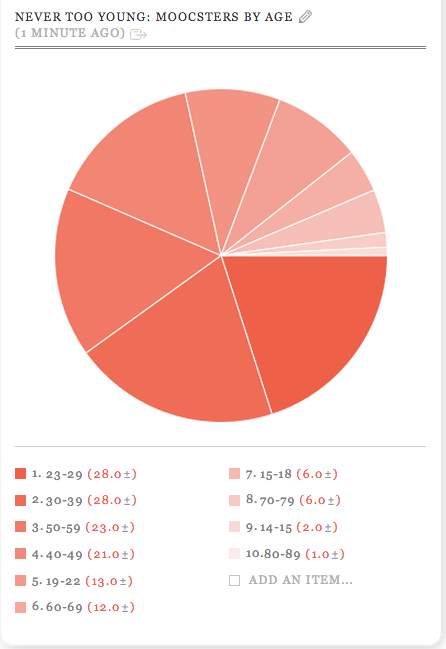 NEVER TOO YOUNG: MOOCSTERS BY AGE
(1 MINUTE AGO)
1. 23-29 (28.0±)
2. 30-39 (28.0±)
3. 50-59 (23.0±)
4. 40-49 (21.0±)
5. 19-22 (13.0±)
6. 60-69 (12.0±)
7. 15-18 (6.0±)
8. 70-79 (6.0±)
9. 14-15 (2.0±)
10. 80-89 (1.0±)
ADD AN ITEM...